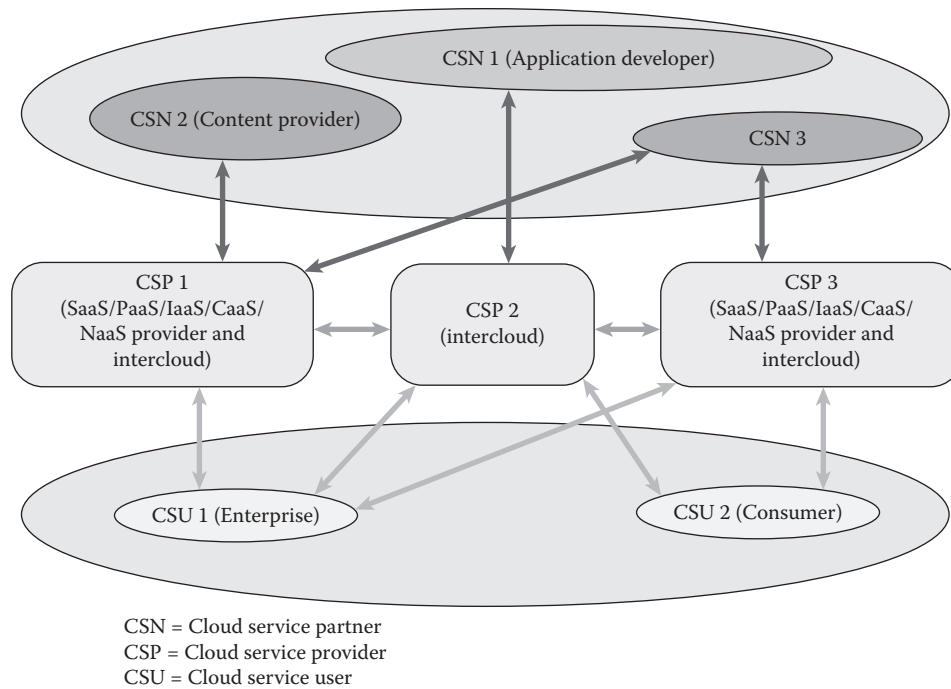 CSN 1 (Application developer)
CSN 2 (Content provider)
CSN 3
CSP 1
(SaaS/PaaS/IaaS/CaaS/
NaaS provider and
intercloud)
CSP 2
(intercloud)
CSP 3
(SaaS/PaaS/IaaS/CaaS/
NaaS provider and
intercloud)
CSU 1 (Enterprise)
CSU 2 (Consumer)
CSN = Cloud service partner
CSP = Cloud service provider
CSU = Cloud service user